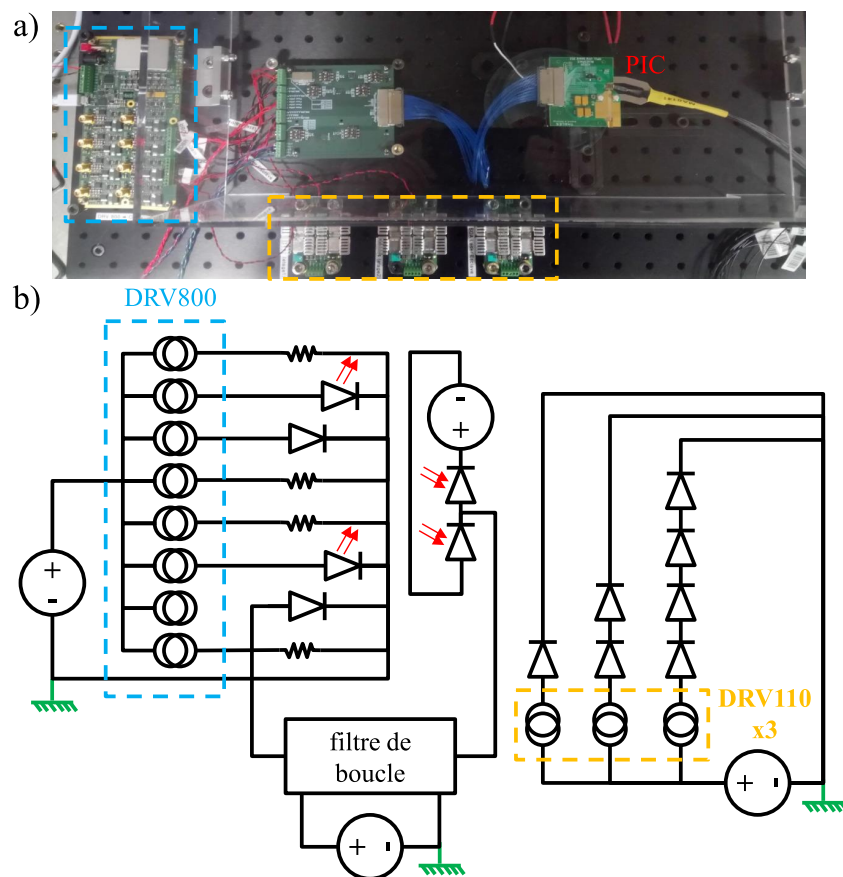 a)
PIC
b)
DRV800
+
-
-
+
filtre de
boucle
DRV110
x3
+ -
+ -